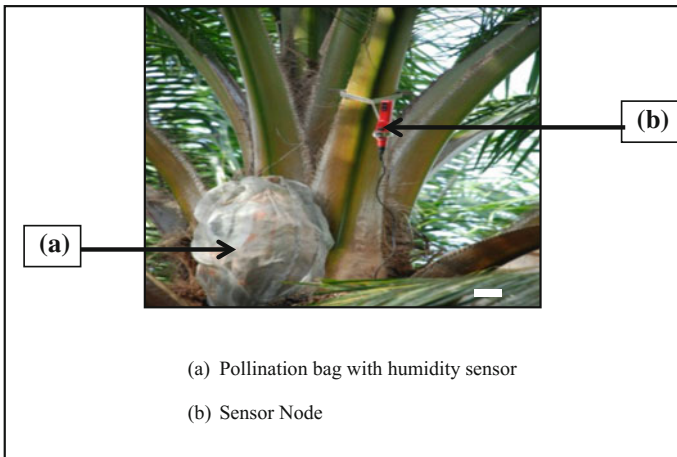 (b)
(a)
(a) Pollination bag with humidity sensor
(b) Sensor Node